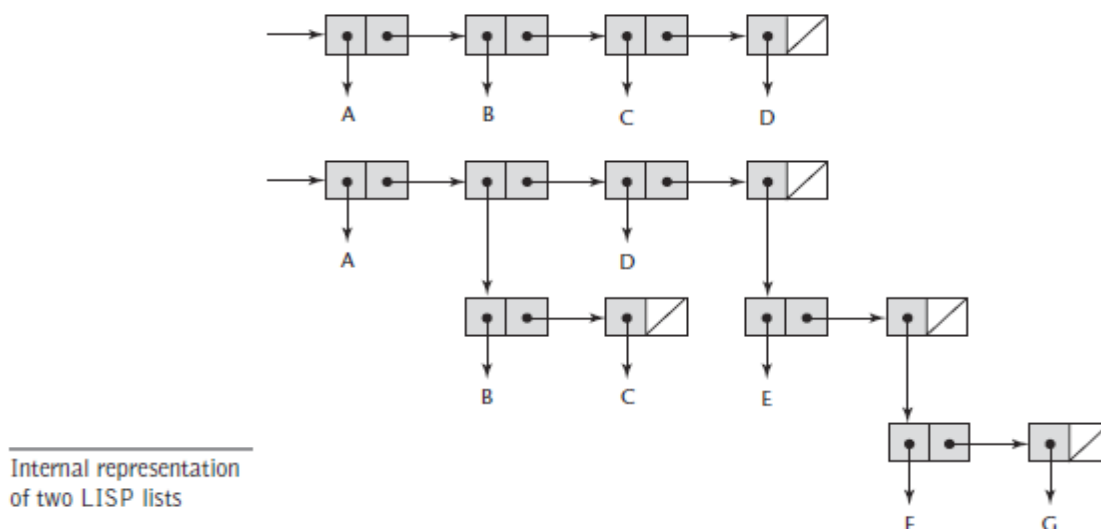 A B C D
A D
B C E
F G
Internal representation
of two LISP lists